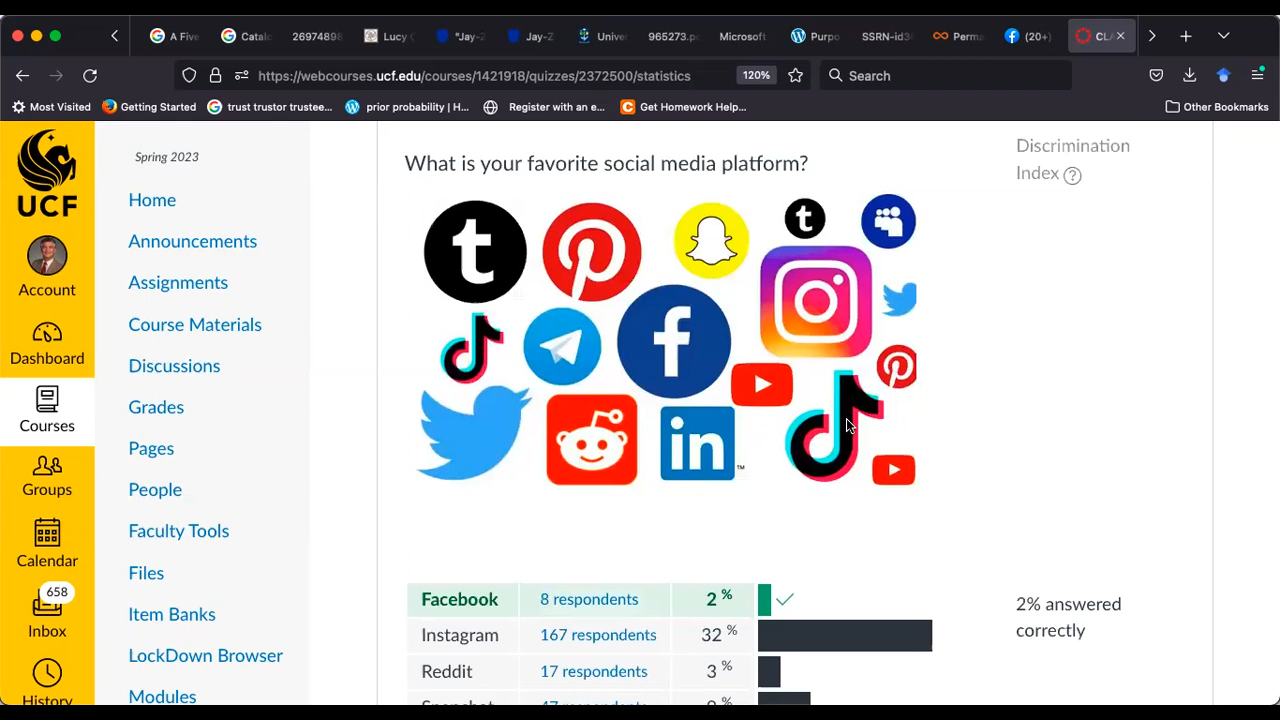 A Five
Catalo
26974898
Lucy
"Jay-Z
Jay-Z
Unive
965273.p
Microsoft
Purpo
SSRN-id3
Perma
(20+)
CLA
https://webcourses.ucf.edu/courses/1421918/quizzes/2372500/statistics
120%
Search
Most Visited
Getting Started
trust trustor trustee...
prior probability | H...
Register with an e...
Get Homework Help...
Other Bookmarks
UCF
Account
Dashboard
Courses
Groups
Calendar
658
Inbox
History
Spring 2023
Home
Announcements
Assignments
Course Materials
Discussions
Grades
Pages
People
Faculty Tools
Files
Item Banks
LockDown Browser
Modules
What is your favorite social media platform?
Discrimination
Index ?
t
t
f
in
TM
Facebook 8 respondents 2 %
Instagram 167 respondents 32 %
Reddit 17 respondents 3 %
2% answered
correctly